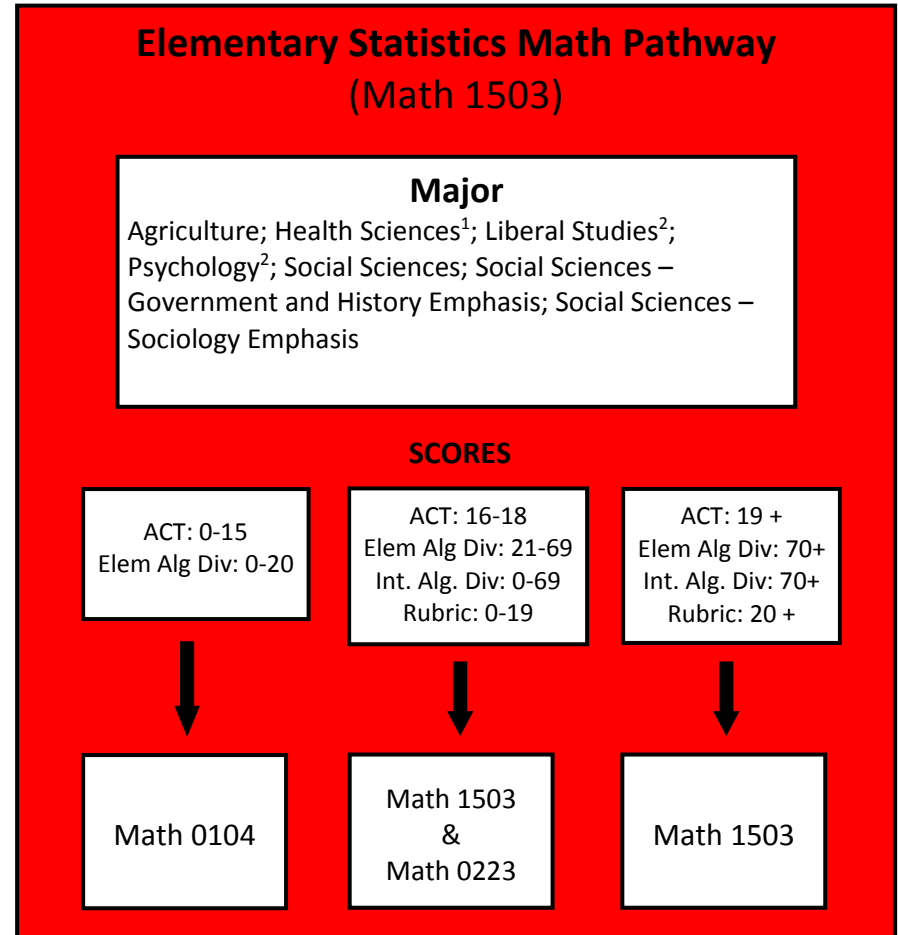 Elementary Statistics Math Pathway
(Math 1503)
Major
Agriculture; Health Sciences¹; Liberal Studies²;
Psychology²; Social Sciences; Social Sciences –
Government and History Emphasis; Social Sciences –
Sociology Emphasis
SCORES
ACT: 0-15
Elem Alg Div: 0-20
ACT: 16-18
Elem Alg Div: 21-69
Int. Alg. Div: 0-69
Rubric: 0-19
ACT: 19 +
Elem Alg Div: 70+
Int. Alg. Div: 70+
Rubric: 20 +
Math 0104
Math 1503
&
Math 0223
Math 1503